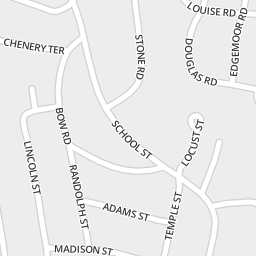 LOUISE RD
EDGEMOOR RD
CHENERY TER
STONE RD
DOUGLAS RD
BOW RD
SCHOOL ST
LOCUST ST
LINCOLN ST
RANDOLPH ST
ADAMS ST
TEMPLE ST
MADISON ST